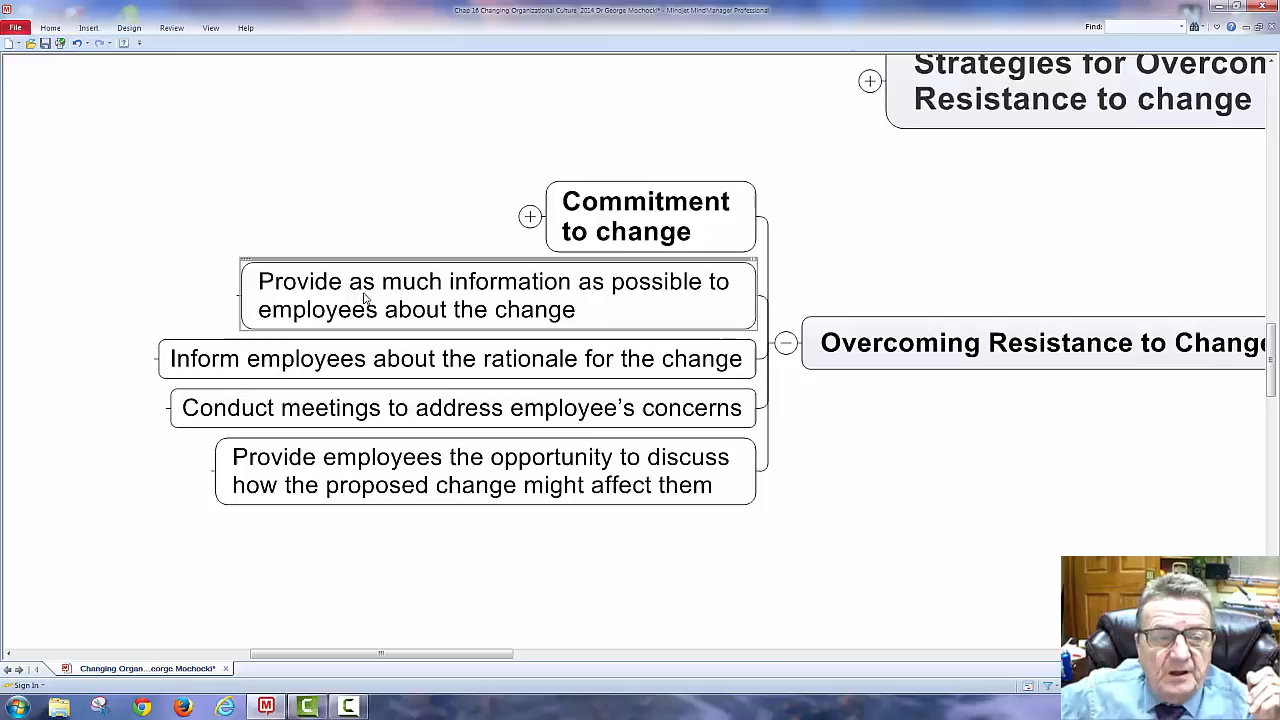 Chap 16 Changing Organizational Culture 2014 Dr George Mochocki* - Mindjet MindManager Professional
File Home Insert Design Review View Help
Find:
Strategies for Overcom
Resistance to change
Commitment
to change
Provide as much information as possible to
employees about the change
Inform employees about the rationale for the change
Overcoming Resistance to Change
Conduct meetings to address employee’s concerns
Provide employees the opportunity to discuss
how the proposed change might affect them
Changing Organ...eorge Mochocki*
Sign In